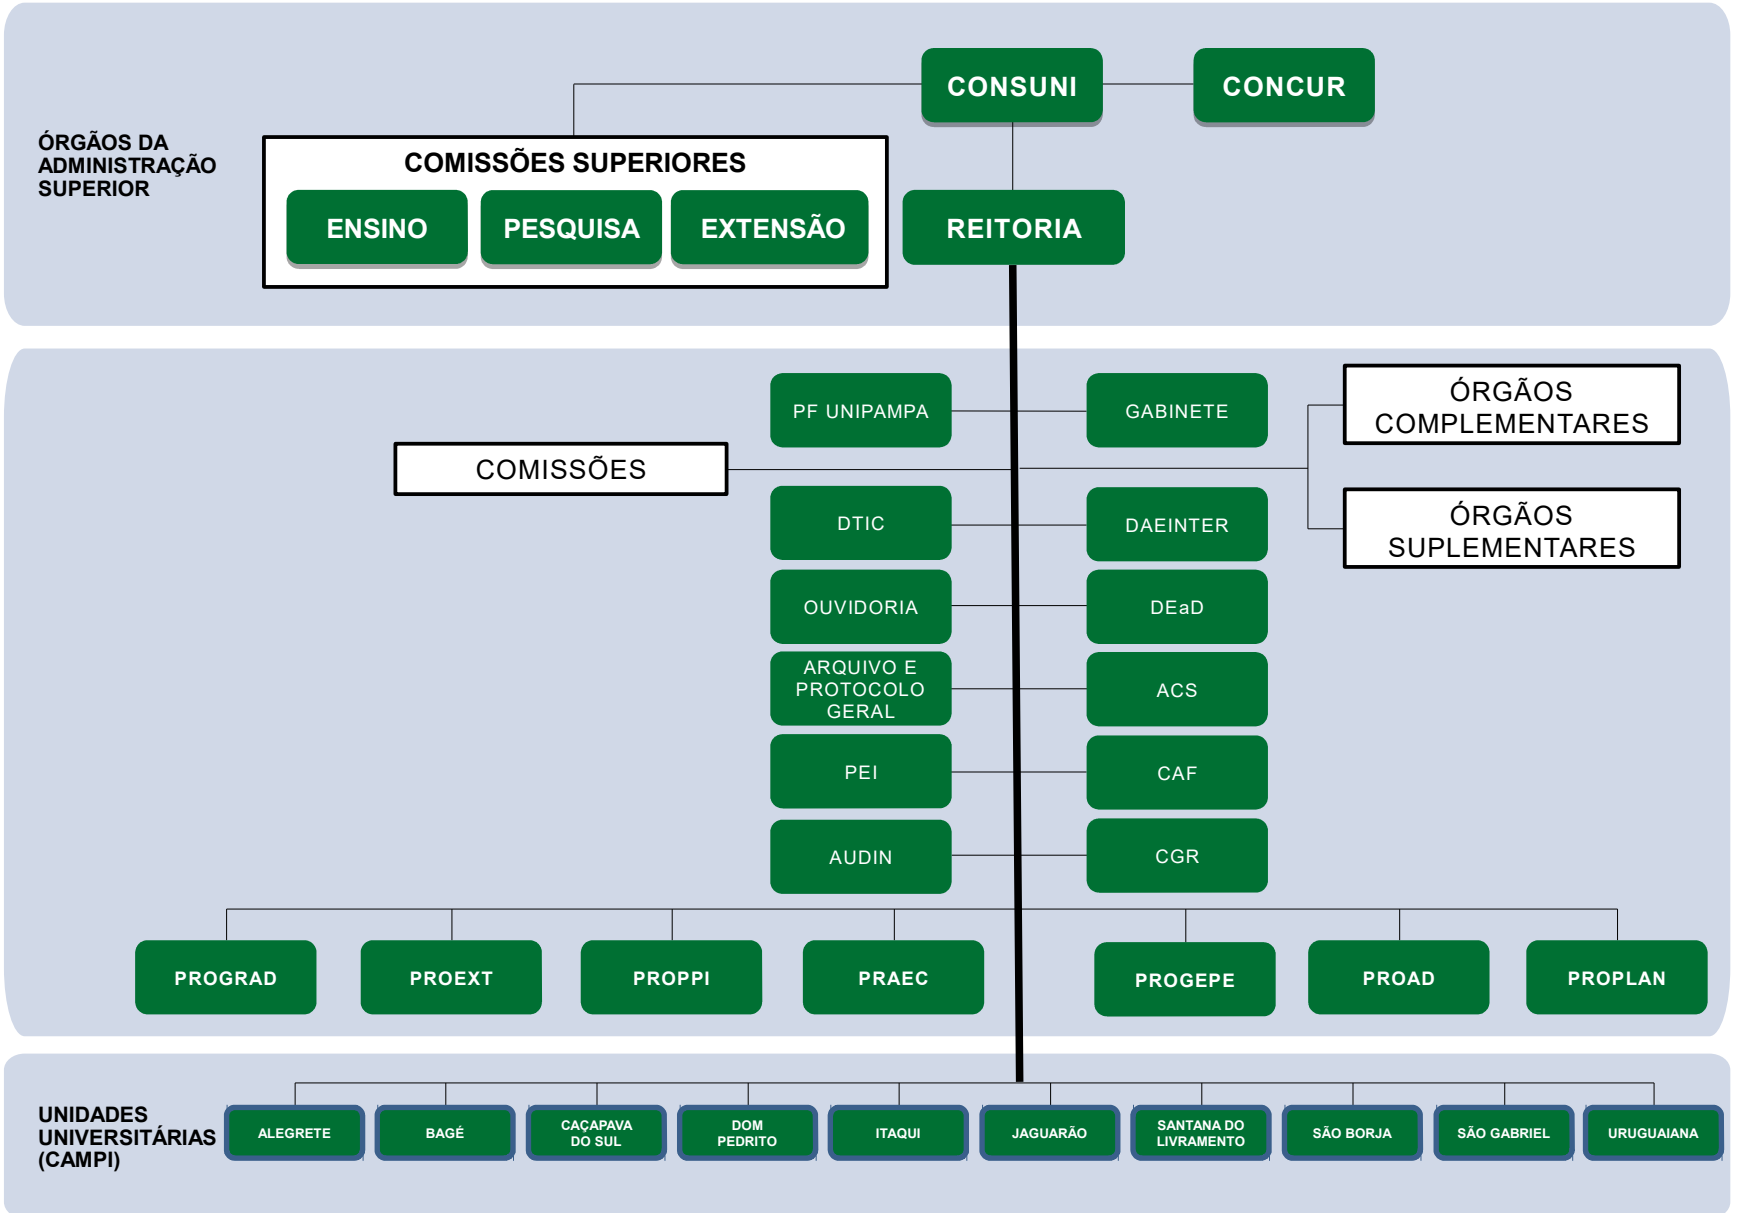 CONSUNI
CONCUR
ÓRGÃOS DA
ADMINISTRAÇÃO
SUPERIOR
COMISSÕES SUPERIORES
ENSINO
PESQUISA
EXTENSÃO
REITORIA
PF UNIPAMPA
GABINETE
ÓRGÃOS
COMPLEMENTARES
COMISSÕES
DTIC
DAEINTER
ÓRGÃOS
SUPLEMENTARES
OUVIDORIA
DEaD
ARQUIVO E
PROTOCOLO
GERAL
ACS
PEI
CAF
AUDIN
CGR
PROGRAD
PROEXT
PROPPI
PRAEC
PROGEPE
PROAD
PROPLAN
UNIDADES
UNIVERSITÁRIAS
(CAMPI)
ALEGRETE
BAGÉ
CAÇAPAVA
DO SUL
DOM
PEDRITO
ITAQUI
JAGUARÃO
SANTANA DO
LIVRAMENTO
SÃO BORJA
SÃO GABRIEL
URUGUAIANA